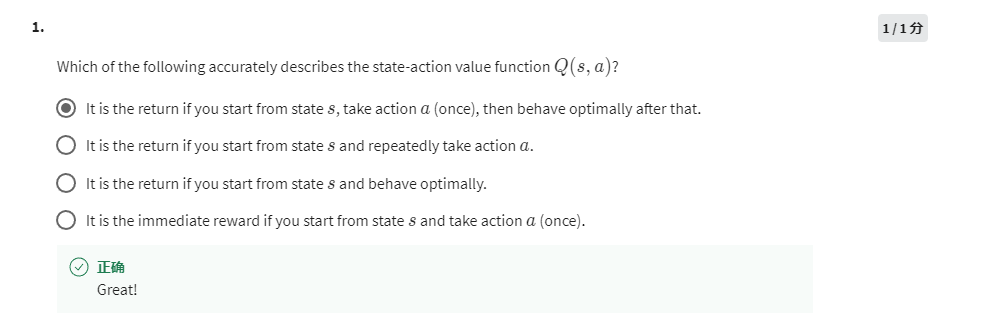 1.
1 / 1 分
Which of the following accurately describes the state-action value function Q(s, a)?
It is the return if you start from state s, take action a (once), then behave optimally after that.
It is the return if you start from state s and repeatedly take action a.
It is the return if you start from state s and behave optimally.
It is the immediate reward if you start from state s and take action a (once).
正确
Great!